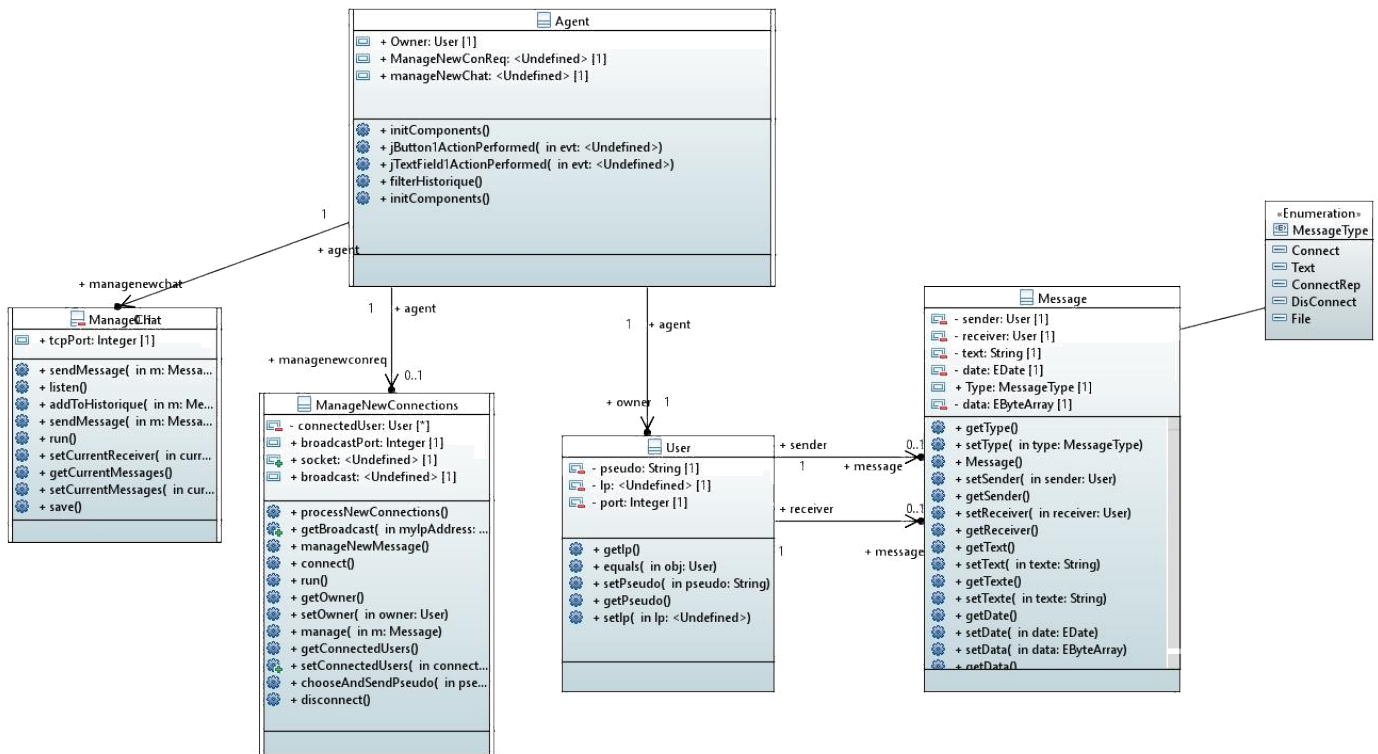 Agent
+ Owner: User [1]
+ ManageNewConReq: <Undefined> [1]
+ manageNewChat: <Undefined> [1]
+ initComponents()
+ jButton1ActionPerformed( in evt: <Undefined>)
+ jTextField1ActionPerformed( in evt: <Undefined>)
+ filterHistorique()
+ initComponents()
1
+ agent
+ managenewchat
0..1
1
+ agent
+ managenewconreq
0..1
1
+ agent
+ owner
1
ManageChat
+ tcpPort: Integer [1]
+ sendMessage( in m: Messa...
+ listen()
+ addToHistorique( in m: Me...
+ sendMessage( in m: Messa...
+ run()
+ setCurrentReceiver( in curr...
+ getCurrentMessages()
+ setCurrentMessages( in cur...
+ save()
ManageNewConnections
- connectedUser: User [*]
+ broadcastPort: Integer [1]
+ socket: <Undefined> [1]
+ broadcast: <Undefined> [1]
+ processNewConnections()
+ getBroadcast( in myIpAddress: ...
+ manageNewMessage()
+ connect()
+ run()
+ getOwner()
+ setOwner( in owner: User)
+ manage( in m: Message)
+ getConnectedUsers()
+ setConnectedUsers( in connect...
+ chooseAndSendPseudo( in pse...
+ disconnect()
User
- pseudo: String [1]
- Ip: <Undefined> [1]
- port: Integer [1]
+ getIp()
+ equals( in obj: User)
+ setPseudo( in pseudo: String)
+ getPseudo()
+ setIp( in Ip: <Undefined>)
+ sender
1
0..1
+ message
+ receiver
1
0..1
+ message
Message
- sender: User [1]
- receiver: User [1]
- text: String [1]
- date: EDate [1]
+ Type: MessageType [1]
- data: EByteArray [1]
+ getType()
+ setType( in type: MessageType)
+ Message()
+ setSender( in sender: User)
+ getSender()
+ setReceiver( in receiver: User)
+ getReceiver()
+ getText()
+ setText( in texte: String)
+ getTexte()
+ setTexte( in texte: String)
+ getDate()
+ setDate( in date: EDate)
+ setData( in data: EByteArray)
+ getData()
«Enumeration»
MessageType
Connect
Text
ConnectRep
DisConnect
File